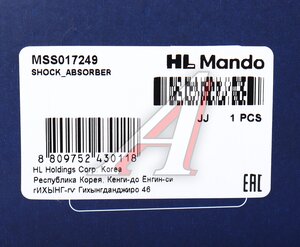 MSS017249
SHOCK_ABSORBER
HL Mando
JJ 1 PCS
8 809752 430118
HL Holdings Corp. Korea
Республика Корея, Кенги-до Ёнгин-си
гиХЫНГ-гу Гихынгданджиро 46
EAC